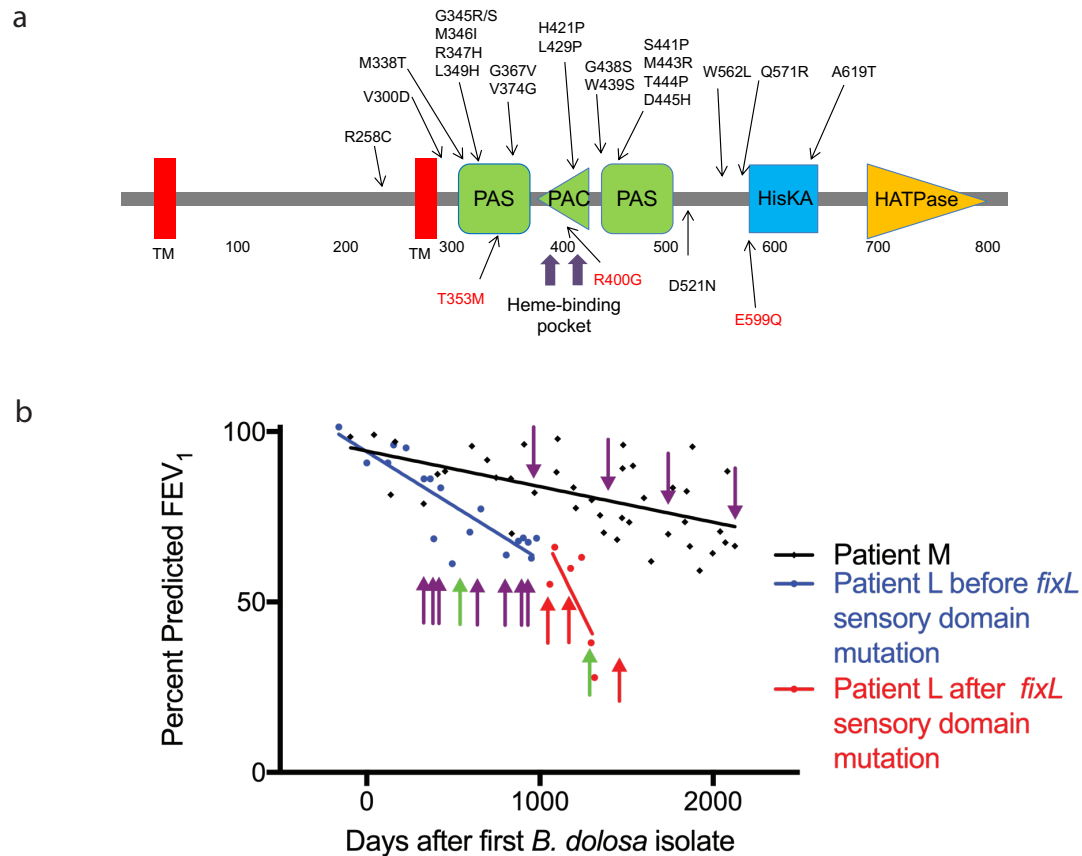 a
G345R/S
M346I
R347H
L349H
H421P
L429P
S441P
M443R
T444P
D445H
M338T
G367V
V374G
G438S
W439S
W562L
Q571R
A619T
V300D
R258C
PAS
PAC
PAS
HisKA
HATPase
TM
100
200
TM
300
400
500
600
700
800
T353M
R400G
D521N
E599Q
Heme-binding
pocket
b
Percent Predicted FEV1
100
50
0
0
1000
2000
Days after first B. dolosa isolate
Patient M
Patient L before fixL
sensory domain
mutation
Patient L after fixL
sensory domain
mutation